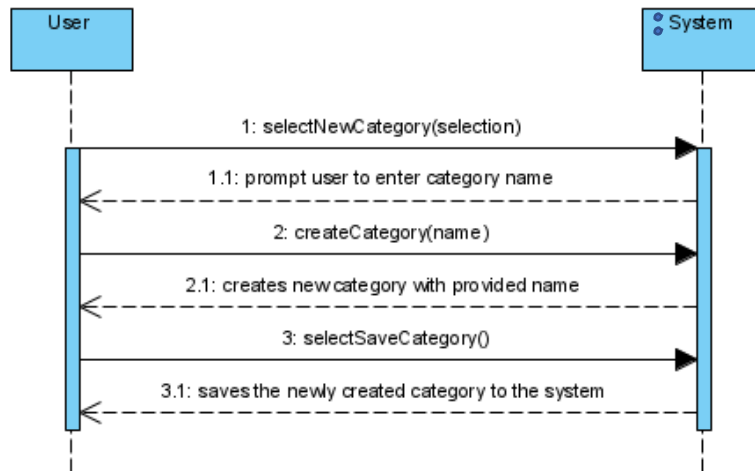 User
System
1: selectNewCategory(selection)
1.1: prompt user to enter category name
2: createCategory(name)
2.1: creates new category with provided name
3: selectSaveCategory()
3.1: saves the newly created category to the system